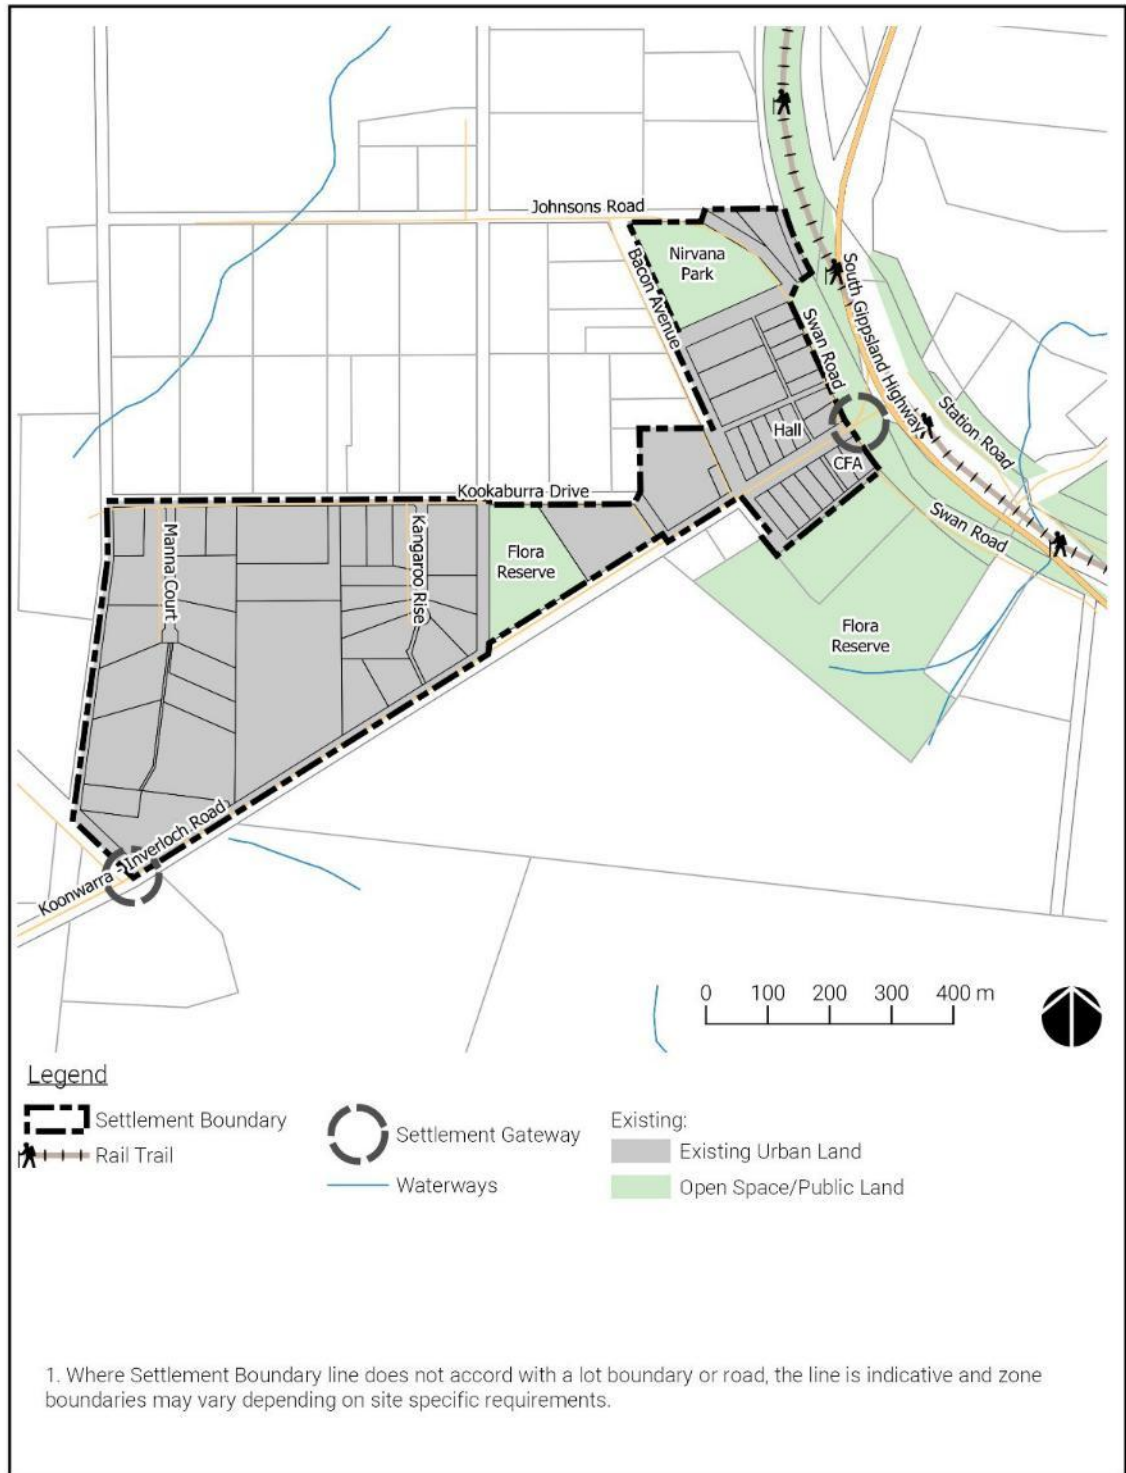 Johnsons Road
Nirvana
Park
Bacon Avenue
South Gippsland Highway
Swan Road
Station Road
Hall
CFA
Kookaburra Drive
Swan Road
Manna Court
Kangaroo Rise
Flora
Reserve
Flora
Reserve
Koonwarra - Inverloch Road
0 100 200 300 400 m
Legend
Settlement Boundary
Rail Trail
Settlement Gateway
Waterways
Existing:
Existing Urban Land
Open Space/Public Land
1. Where Settlement Boundary line does not accord with a lot boundary or road, the line is indicative and zone
boundaries may vary depending on site specific requirements.